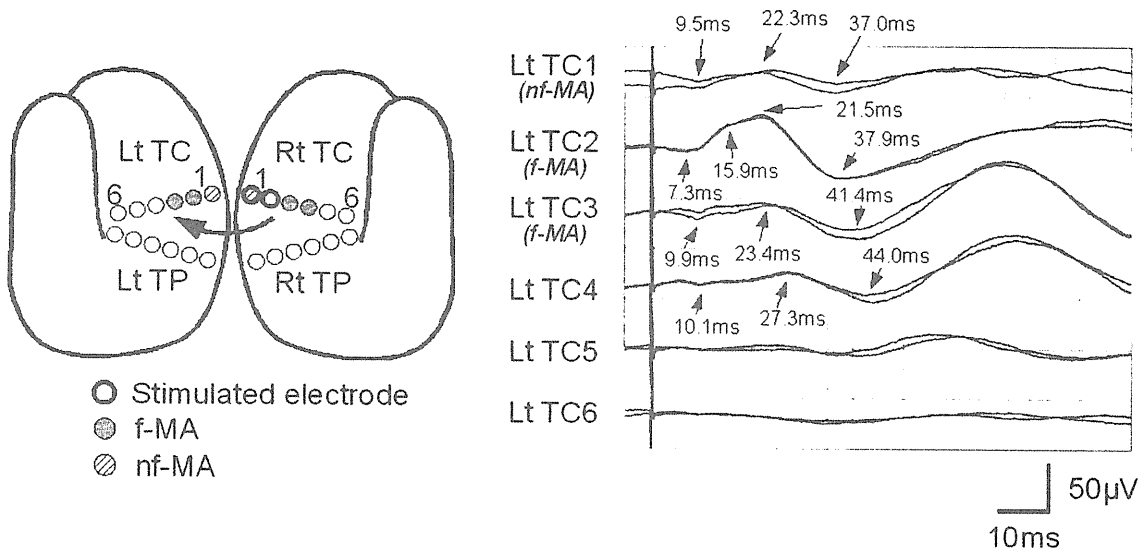 Lt TC Rt TC
6 1 1 6
Lt TP Rt TP
Stimulated electrode
f-MA
nf-MA
9.5ms 22.3ms 37.0ms
Lt TC1
(nf-MA)
21.5ms
Lt TC2
(f-MA)
15.9ms 37.9ms
7.3ms 41.4ms
Lt TC3
(f-MA)
9.9ms 23.4ms 44.0ms
Lt TC4
10.1ms 27.3ms
Lt TC5
Lt TC6
50µV
10ms